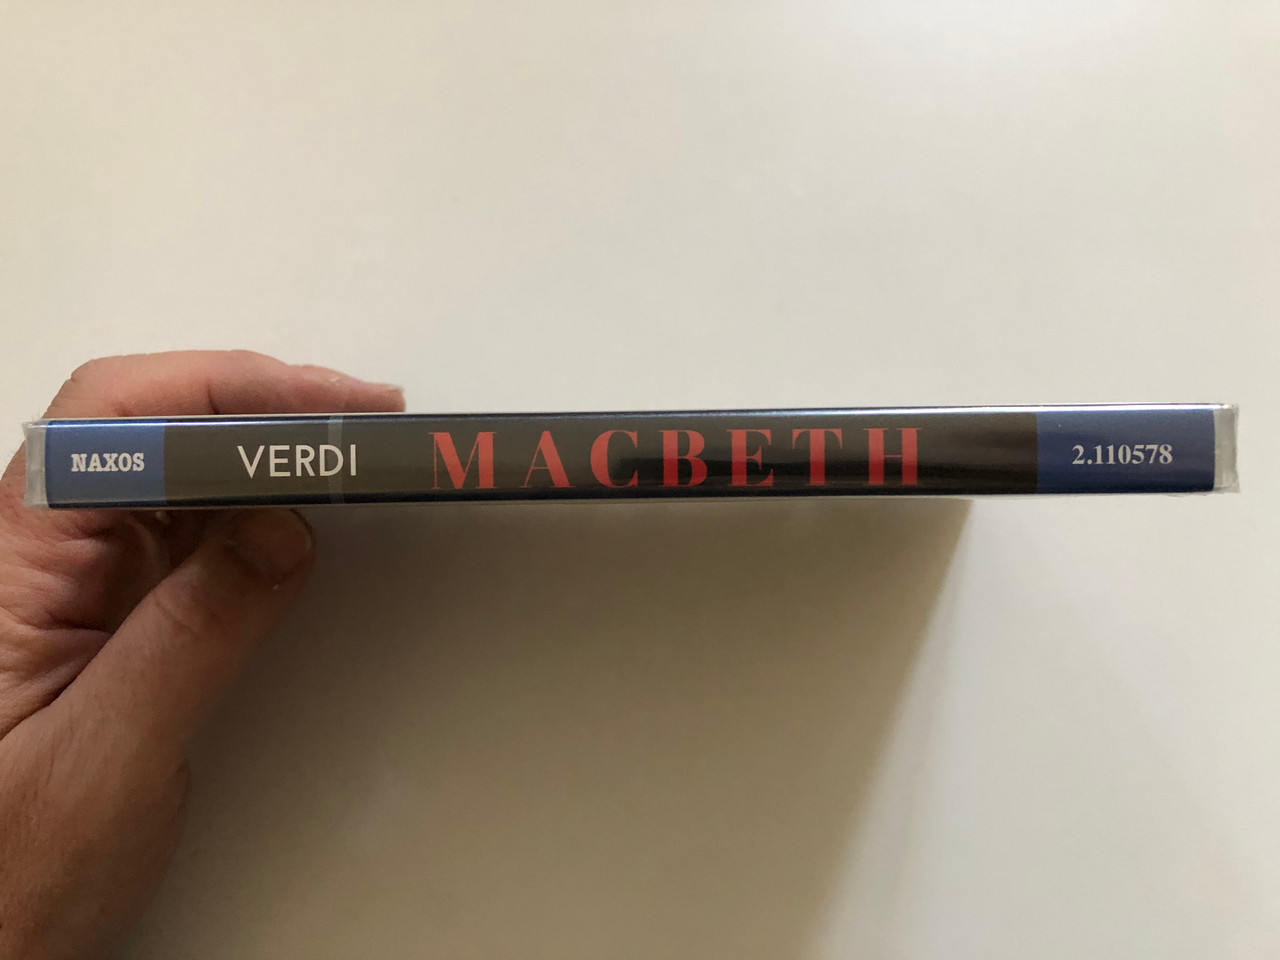 NAXOS VERDI MACBETH 2.110578